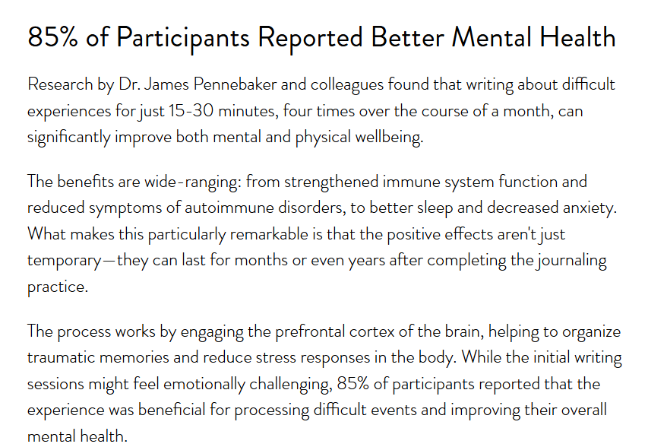 85% of Participants Reported Better Mental Health
Research by Dr. James Pennebaker and colleagues found that writing about difficult
experiences for just 15-30 minutes, four times over the course of a month, can
significantly improve both mental and physical wellbeing.
The benefits are wide-ranging: from strengthened immune system function and
reduced symptoms of autoimmune disorders, to better sleep and decreased anxiety.
What makes this particularly remarkable is that the positive effects aren't just
temporary—they can last for months or even years after completing the journaling
practice.
The process works by engaging the prefrontal cortex of the brain, helping to organize
traumatic memories and reduce stress responses in the body. While the initial writing
sessions might feel emotionally challenging, 85% of participants reported that the
experience was beneficial for processing difficult events and improving their overall
mental health.